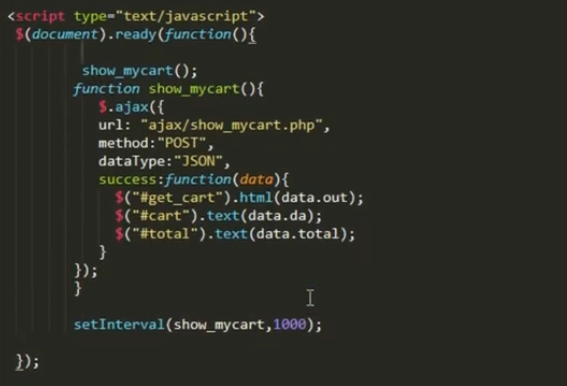 <script type="text/javascript">
$(document).ready(function(){
show_mycart();
function show_mycart(){
$.ajax({
url: "ajax/show_mycart.php",
method:"POST",
dataType:"JSON",
success:function(data){
$("#get_cart").html(data.out);
$("#cart").text(data.da);
$("#total").text(data.total);
}
});
}
setInterval(show_mycart,1000);
});